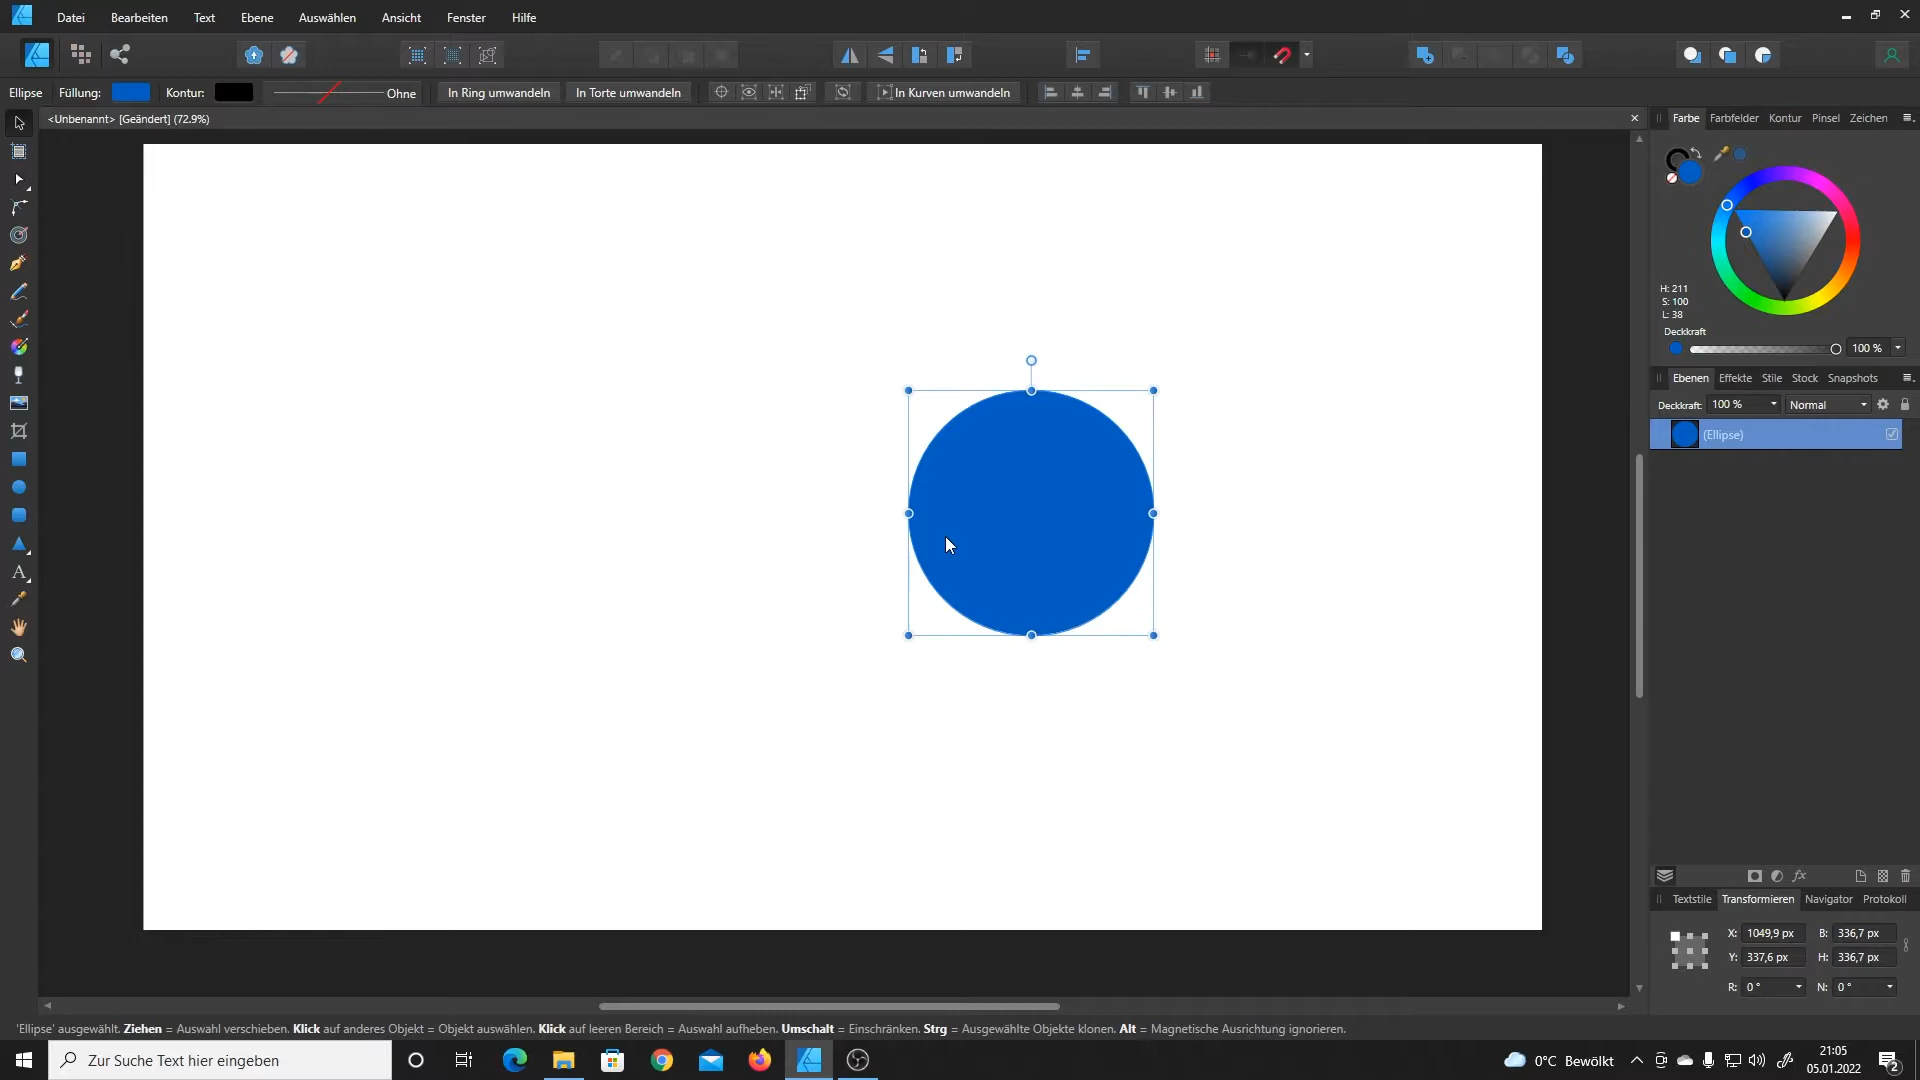 Datei Bearbeiten Text Ebene Auswählen Ansicht Fenster Hilfe
Ellipse Füllung: Kontur: Ohne In Ring umwandeln In Torte umwandeln In Kurven umwandeln
<Unbenannt> [Geändert] (72.9%)
Farbe Farbfelder Kontur Pinsel Zeichen
H: 211
S: 100
L: 38
Deckkraft
100 %
Ebenen Effekte Stile Stock Snapshots
Deckkraft: 100 % Normal
(Ellipse)
fx
Textstile Transformieren Navigator Protokoll
X: 1049,9 px B: 336,7 px
Y: 337,6 px H: 336,7 px
R: 0 ° N: 0 °
'Ellipse' ausgewählt. Ziehen = Auswahl verschieben. Klick auf anderes Objekt = Objekt auswählen. Klick auf leeren Bereich = Auswahl aufheben. Umschalt = Einschränken. Strg = Ausgewählte Objekte klonen. Alt = Magnetische Ausrichtung ignorieren.
Zur Suche Text hier eingeben
0°C Bewölkt
21:05
05.01.2022
2